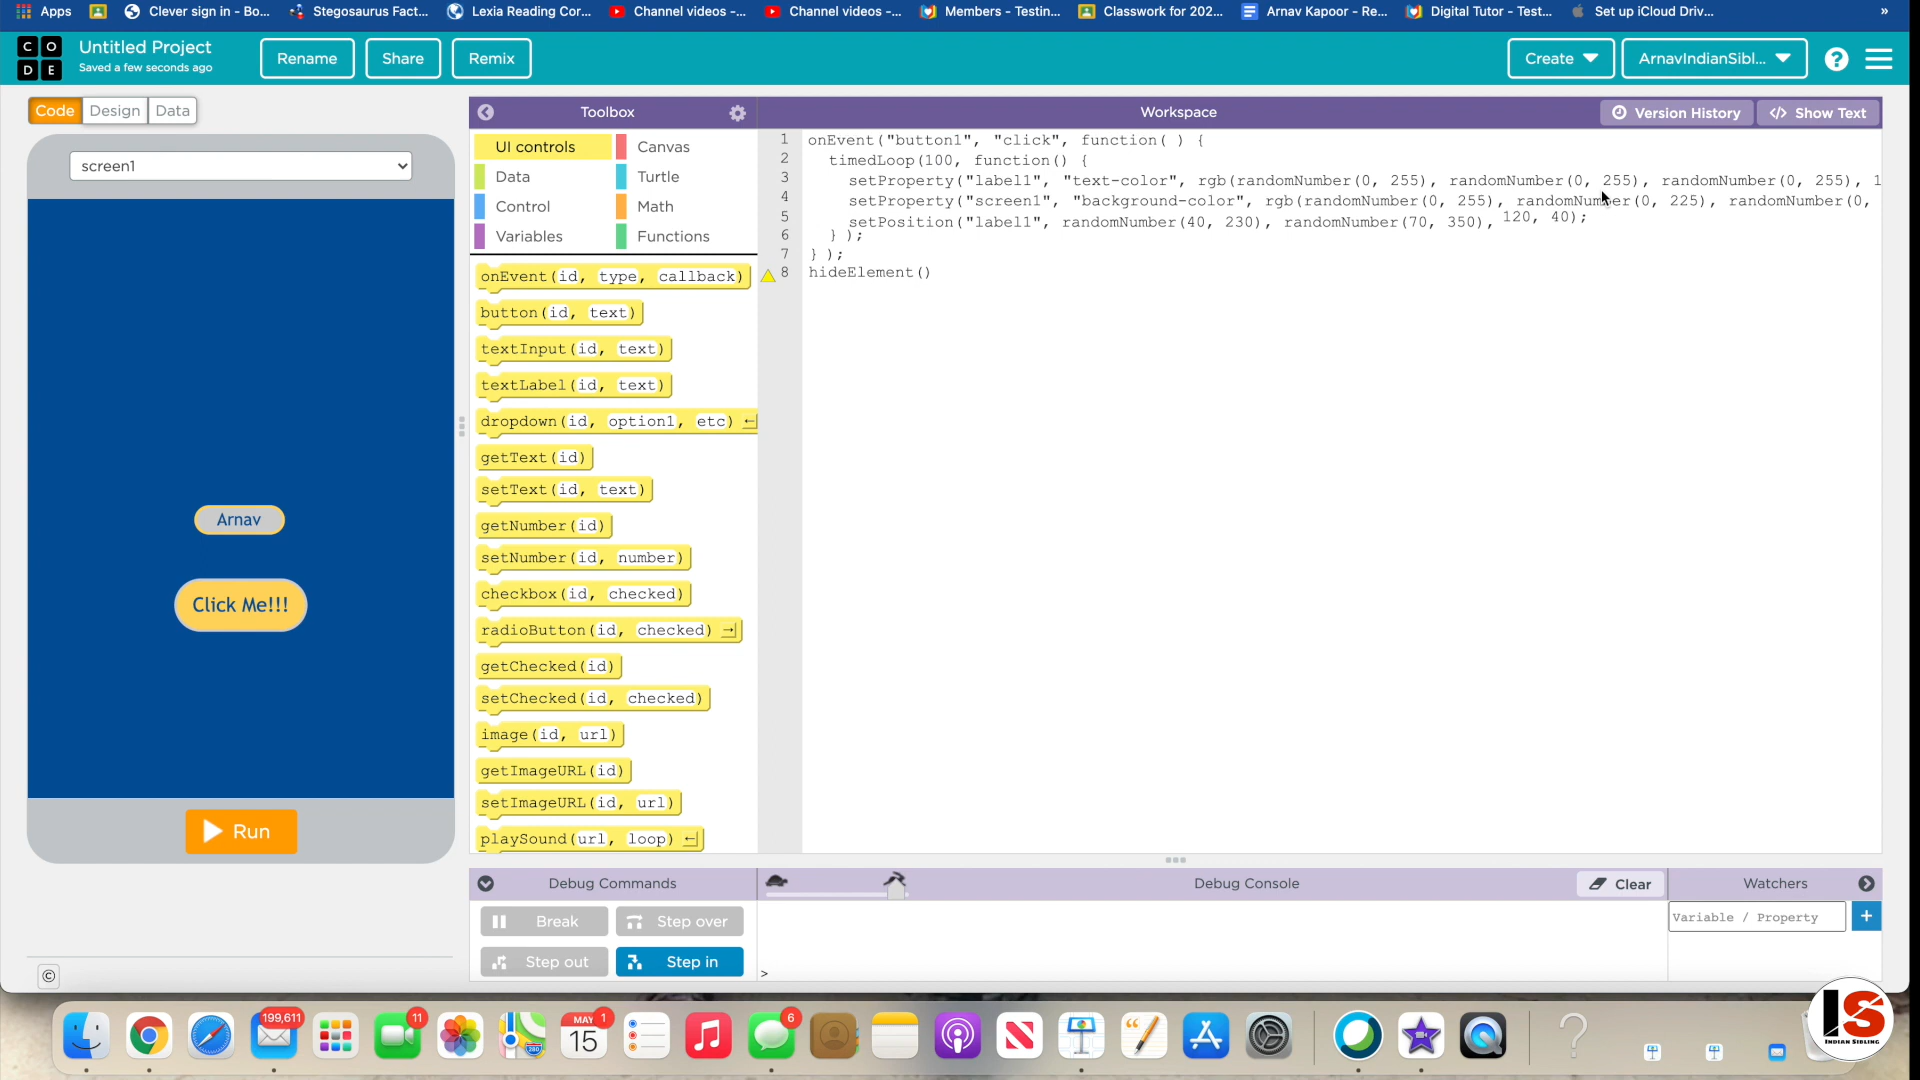 Apps
Clever sign in - Bo...
Stegosaurus Fact...
Lexia Reading Cor...
Channel videos -...
Channel videos -...
Members - Testin...
Classwork for 202...
Arnav Kapoor - Re...
Digital Tutor - Test...
Set up iCloud Driv...
»
CODE
Untitled Project
Saved a few seconds ago
Rename
Share
Remix
Create
ArnavIndianSibl...
?
Code
Design
Data
screen1
Arnav
Click Me!!!
Run
©
Toolbox
UI controls
Canvas
Data
Turtle
Control
Math
Variables
Functions
onEvent(id, type, callback)
button(id, text)
textInput(id, text)
textLabel(id, text)
dropdown(id, option1, etc) ←
getText(id)
setText(id, text)
getNumber(id)
setNumber(id, number)
checkbox(id, checked)
radioButton(id, checked) →
getChecked(id)
setChecked(id, checked)
image(id, url)
getImageURL(id)
setImageURL(id, url)
playSound(url, loop) ←
Workspace
Version History
</> Show Text
1 onEvent("button1", "click", function( ) {
2 timedLoop(100, function() {
3 setProperty("label1", "text-color", rgb(randomNumber(0, 255), randomNumber(0, 255), randomNumber(0, 255), 1
4 setProperty("screen1", "background-color", rgb(randomNumber(0, 255), randomNumber(0, 225), randomNumber(0,
5 setPosition("label1", randomNumber(40, 230), randomNumber(70, 350), 120, 40);
6 } );
7 } );
8 hideElement()
Debug Commands
Break
Step over
Step out
Step in
Debug Console
Clear
>
Watchers
Variable / Property
+
199,611
11
MAY
15
1
280
6
?
IS
INDIAN SIBLING